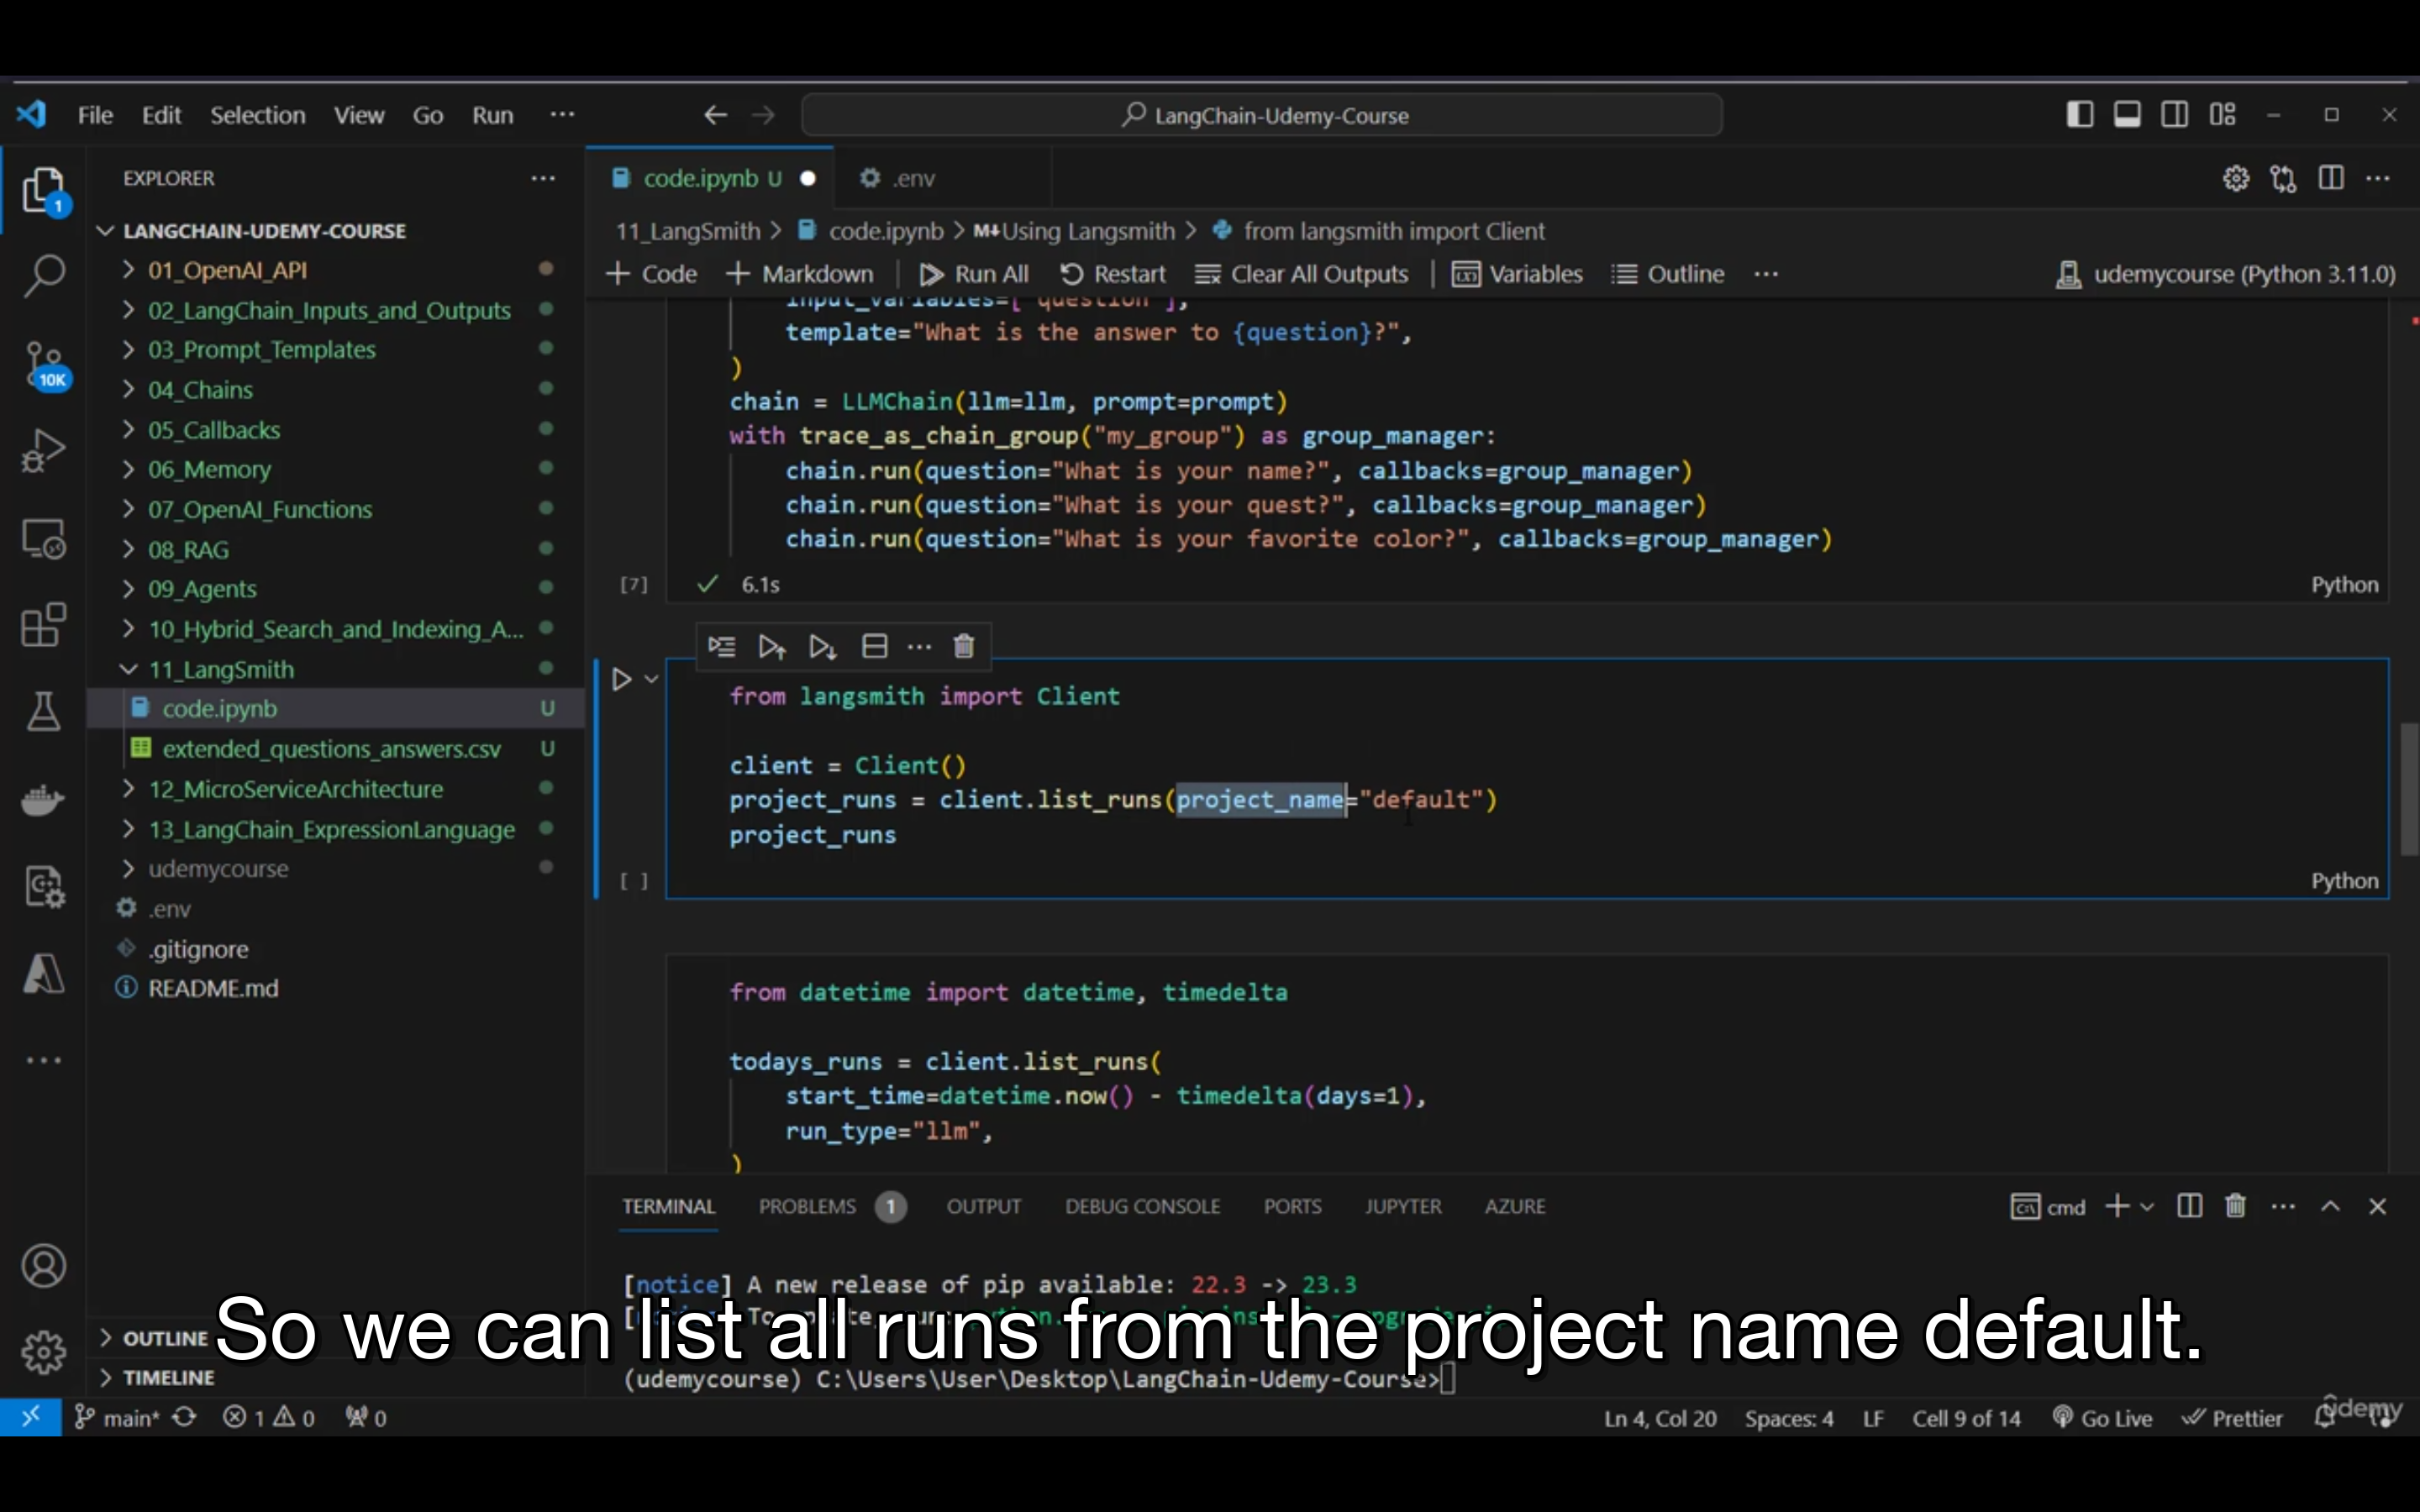 File Edit Selection View Go Run ···
LangChain-Udemy-Course
EXPLORER
code.ipynb U
.env
1
LANGCHAIN-UDEMY-COURSE
01_OpenAI_API
02_LangChain_Inputs_and_Outputs
03_Prompt_Templates
10K
04_Chains
05_Callbacks
06_Memory
07_OpenAI_Functions
08_RAG
09_Agents
10_Hybrid_Search_and_Indexing_A...
11_LangSmith
code.ipynb U
extended_questions_answers.csv U
12_MicroServiceArchitecture
13_LangChain_ExpressionLanguage
udemycourse
.env
.gitignore
README.md
OUTLINE
TIMELINE
11_LangSmith > code.ipynb > M↓Using Langsmith > from langsmith import Client
+ Code + Markdown | Run All Restart Clear All Outputs | Variables Outline ··· udemycourse (Python 3.11.0)
input_variables=["question"],
template="What is the answer to {question}?",
)
chain = LLMChain(llm=llm, prompt=prompt)
with trace_as_chain_group("my_group") as group_manager:
chain.run(question="What is your name?", callbacks=group_manager)
chain.run(question="What is your quest?", callbacks=group_manager)
chain.run(question="What is your favorite color?", callbacks=group_manager)
[7] ✓ 6.1s Python
from langsmith import Client
client = Client()
project_runs = client.list_runs(project_name="default")
project_runs
[ ] Python
from datetime import datetime, timedelta
todays_runs = client.list_runs(
start_time=datetime.now() - timedelta(days=1),
run_type="llm",
)
TERMINAL PROBLEMS 1 OUTPUT DEBUG CONSOLE PORTS JUPYTER AZURE cmd
[notice] A new release of pip available: 22.3 -> 23.3
So we can list all runs from the project name default.
(udemycourse) C:\Users\User\Desktop\LangChain-Udemy-Course>
main* 1 0 0 Ln 4, Col 20 Spaces: 4 LF Cell 9 of 14 Go Live Prettier
udemy